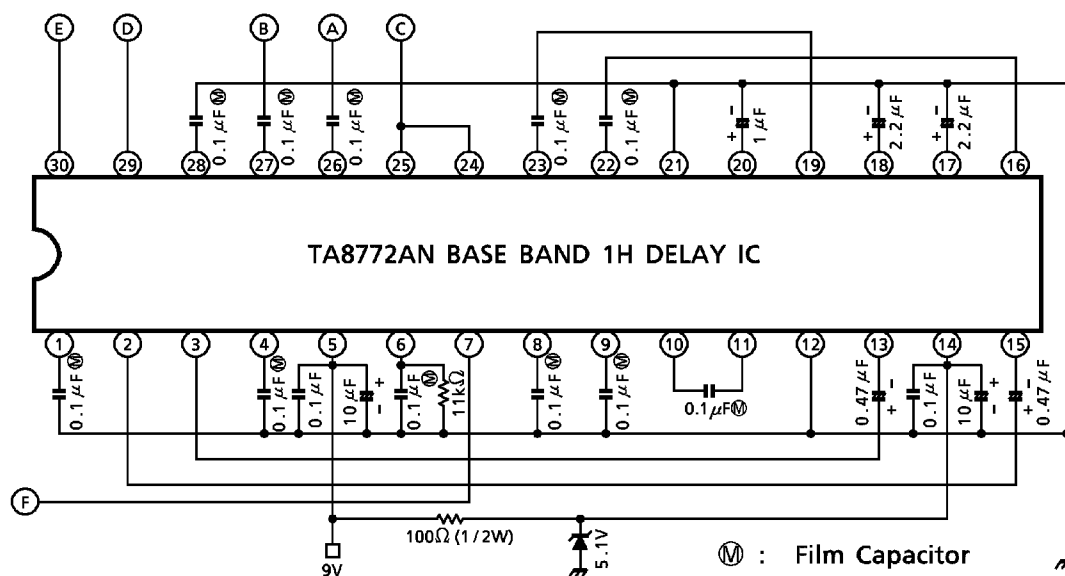 E D B A C
0.1μF Ⓜ 0.1μF Ⓜ 0.1μF Ⓜ 0.1μF Ⓜ 0.1μF Ⓜ + - 1μF + - 2.2μF + - 2.2μF
30 29 28 27 26 25 24 23 22 21 20 19 18 17 16
TA8772AN BASE BAND 1H DELAY IC
1 2 3 4 5 6 7 8 9 10 11 12 13 14 15
0.1μF Ⓜ 0.1μF Ⓜ 0.1μF 10μF + - 0.1μF Ⓜ 11kΩ 0.1μF Ⓜ 0.1μF Ⓜ 0.1μFⓂ 0.47μF - + 0.1μF 10μF + - - + 0.47μF
F
100Ω (1/2W)
5.1V
9V
Ⓜ : Film Capacitor